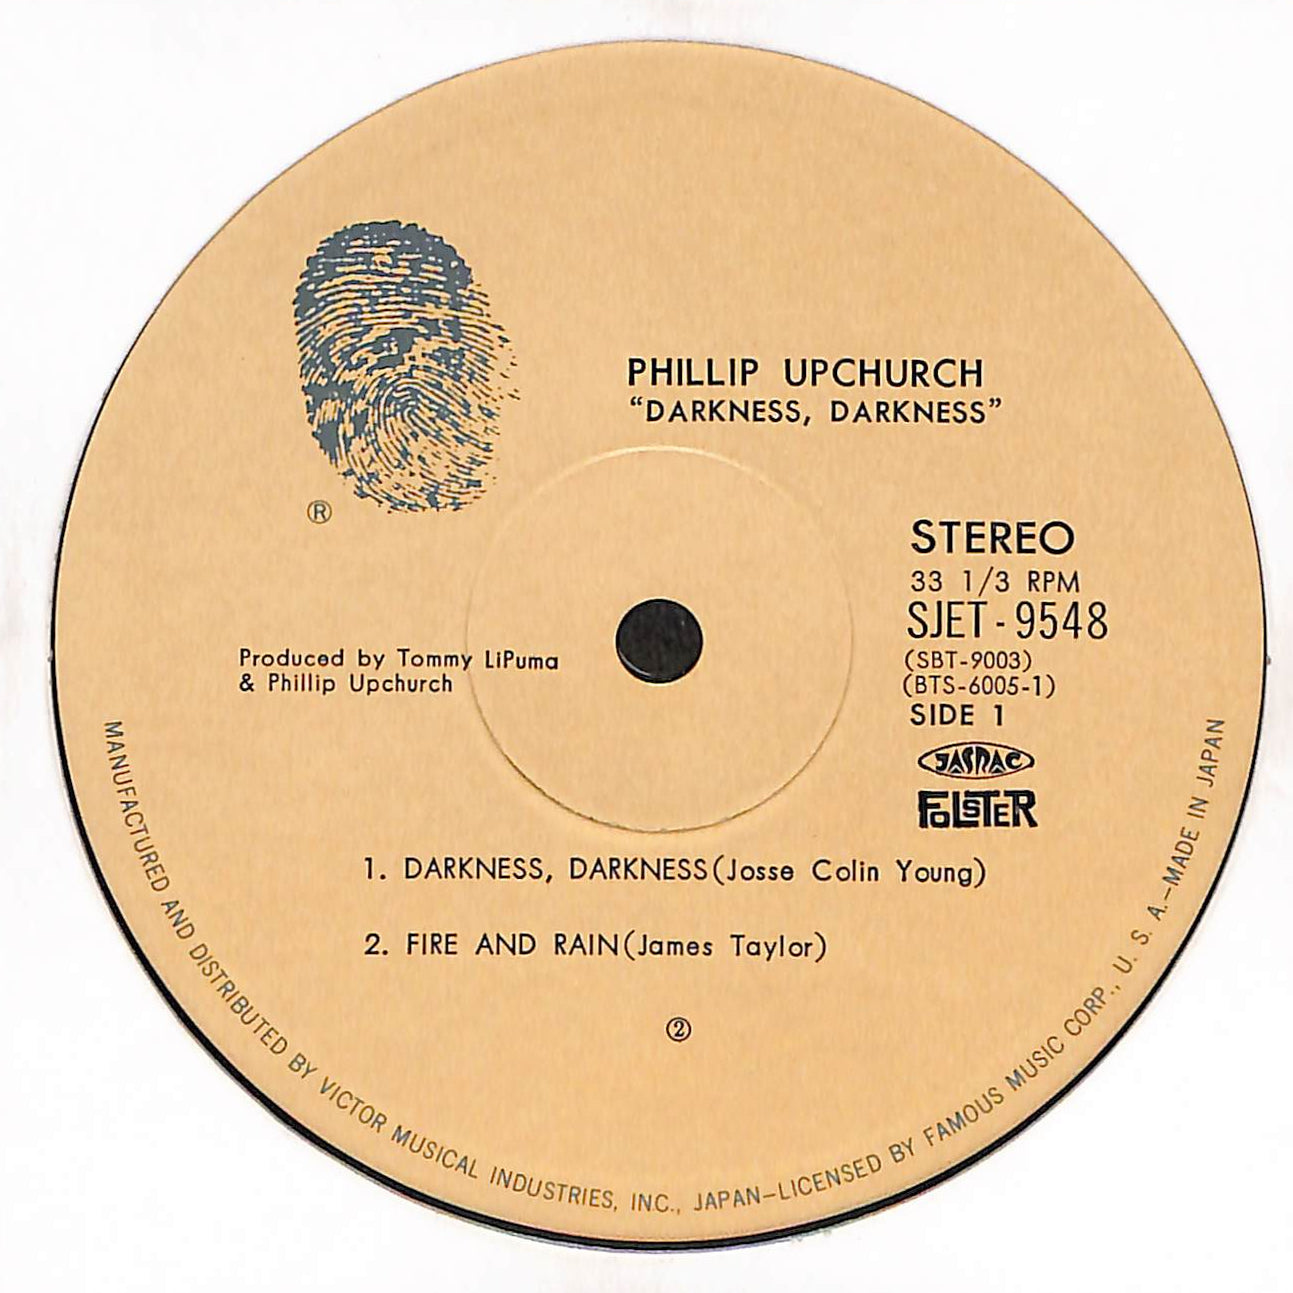 PHILLIP UPCHURCH
“DARKNESS, DARKNESS”
®
STEREO
33 1/3 RPM
SJET-9548
(SBT-9003)
(BTS-6005-1)
SIDE 1
JASRAC
FOLSTER
Produced by Tommy LiPuma
& Phillip Upchurch
1. DARKNESS, DARKNESS(Josse Colin Young)
2. FIRE AND RAIN(James Taylor)
②
MANUFACTURED AND DISTRIBUTED BY VICTOR MUSICAL INDUSTRIES, INC., JAPAN—LICENSED BY FAMOUS MUSIC CORP., U. S. A.—MADE IN JAPAN